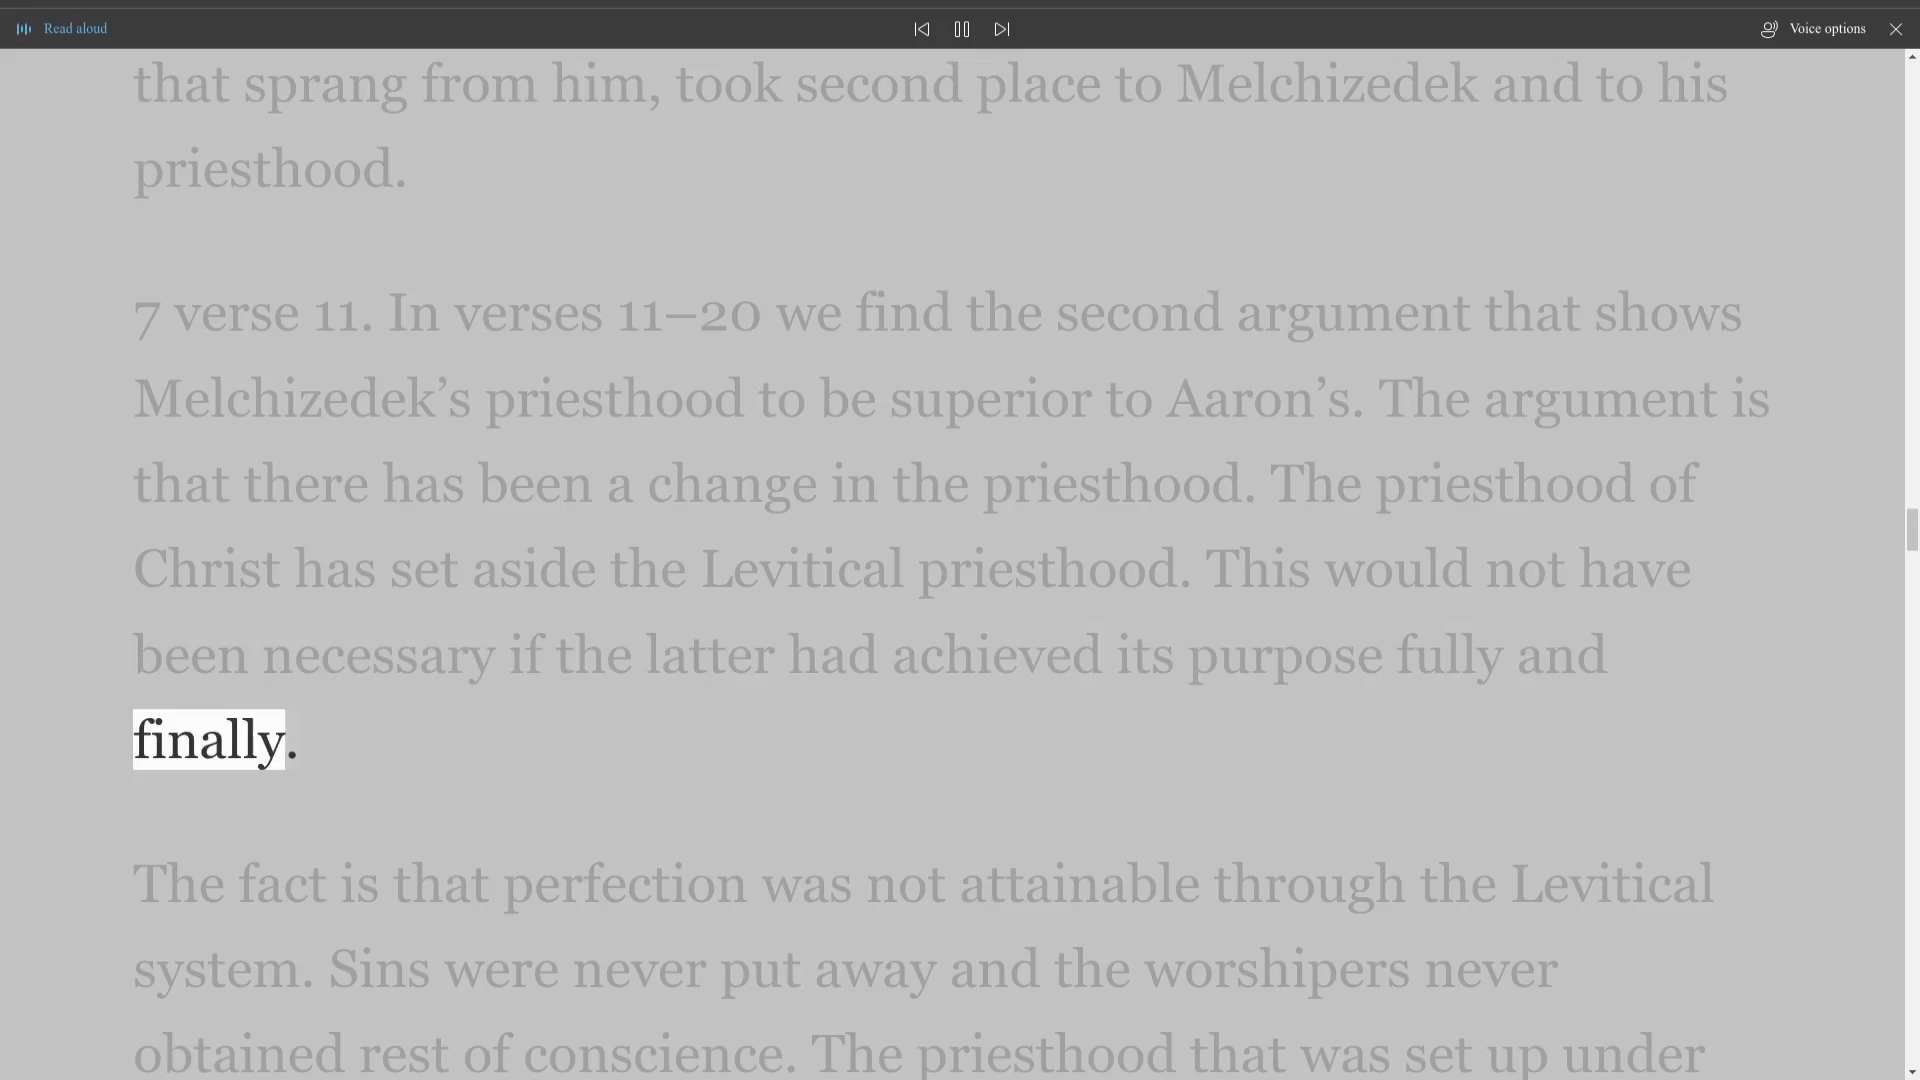 Read aloud
Voice options
that sprang from him, took second place to Melchizedek and to his
priesthood.
7 verse 11. In verses 11–20 we find the second argument that shows
Melchizedek’s priesthood to be superior to Aaron’s. The argument is
that there has been a change in the priesthood. The priesthood of
Christ has set aside the Levitical priesthood. This would not have
been necessary if the latter had achieved its purpose fully and
finally.
The fact is that perfection was not attainable through the Levitical
system. Sins were never put away and the worshipers never
obtained rest of conscience. The priesthood that was set up under